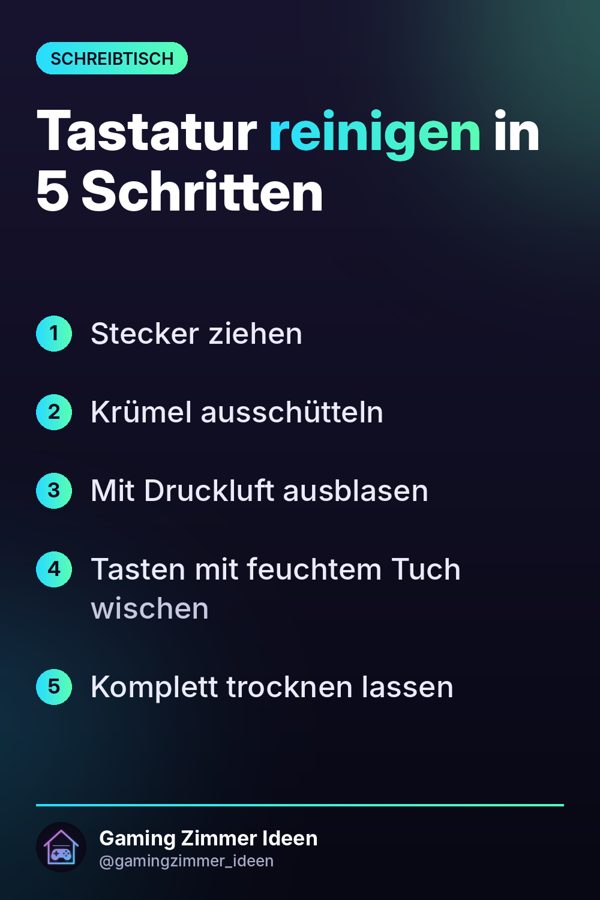 SCHREIBTISCH
Tastatur reinigen in
5 Schritten
1 Stecker ziehen
2 Krümel ausschütteln
3 Mit Druckluft ausblasen
4 Tasten mit feuchtem Tuch
wischen
5 Komplett trocknen lassen
Gaming Zimmer Ideen
@gamingzimmer_ideen